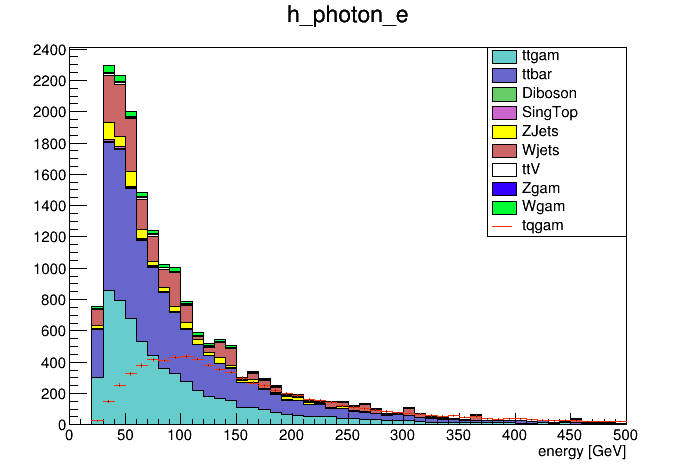 h_photon_e
2400
2200
2000
1800
1600
1400
1200
1000
800
600
400
200
0
ttgam
ttbar
Diboson
SingTop
ZJets
Wjets
ttV
Zgam
Wgam
tqgam
0 50 100 150 200 250 300 350 400 450 500
energy [GeV]